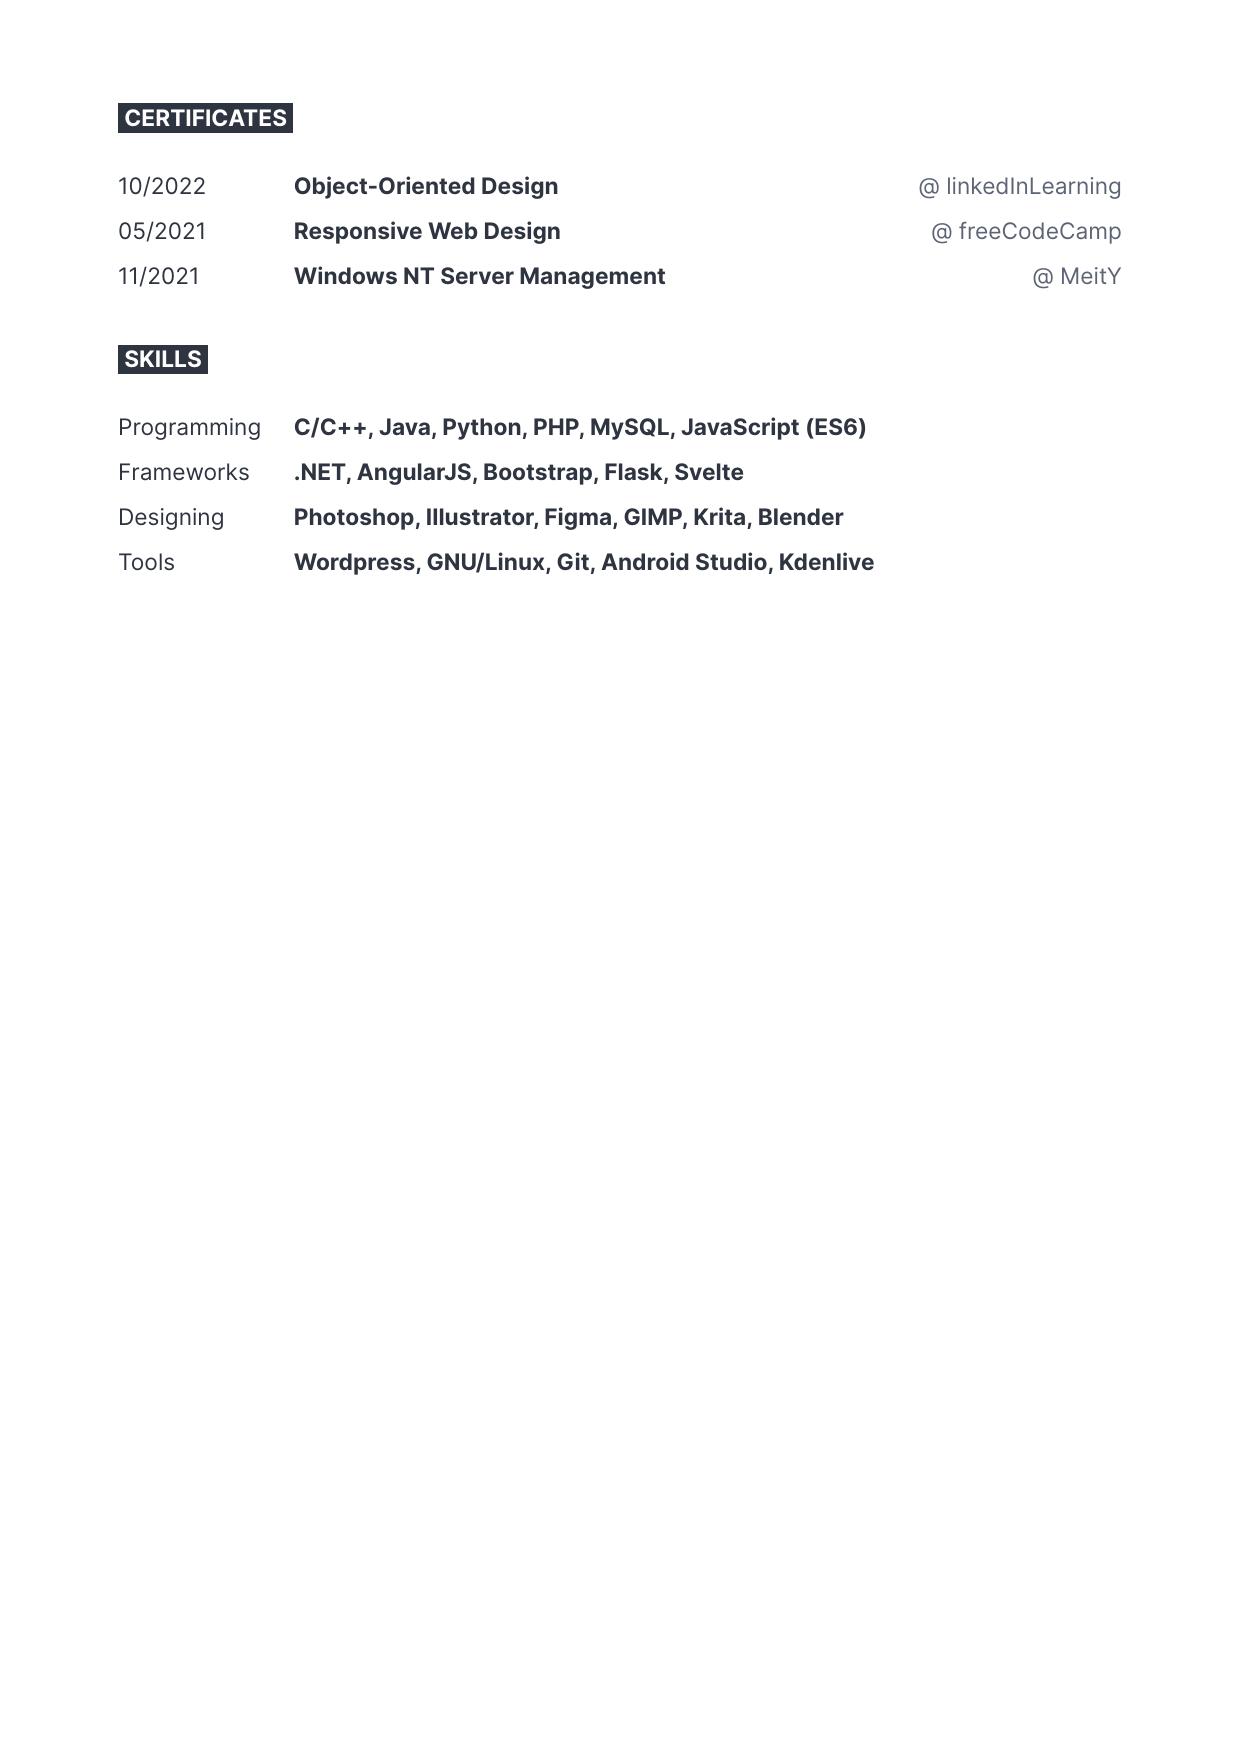 CERTIFICATES
10/2022 Object-Oriented Design @ linkedInLearning
05/2021 Responsive Web Design @ freeCodeCamp
11/2021 Windows NT Server Management @ MeitY
SKILLS
Programming C/C++, Java, Python, PHP, MySQL, JavaScript (ES6)
Frameworks .NET, AngularJS, Bootstrap, Flask, Svelte
Designing Photoshop, Illustrator, Figma, GIMP, Krita, Blender
Tools Wordpress, GNU/Linux, Git, Android Studio, Kdenlive